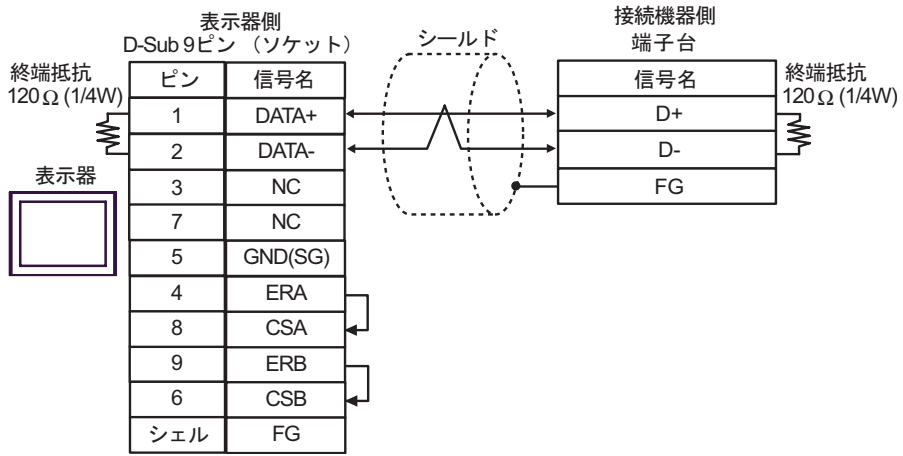 表示器側
D-Sub 9ピン （ソケット）
シールド
接続機器側
端子台
終端抵抗
120Ω (1/4W)
ピン 信号名
1 DATA+
2 DATA-
3 NC
7 NC
5 GND(SG)
4 ERA
8 CSA
9 ERB
6 CSB
シェル FG
表示器
信号名
D+
D-
FG
終端抵抗
120Ω (1/4W)